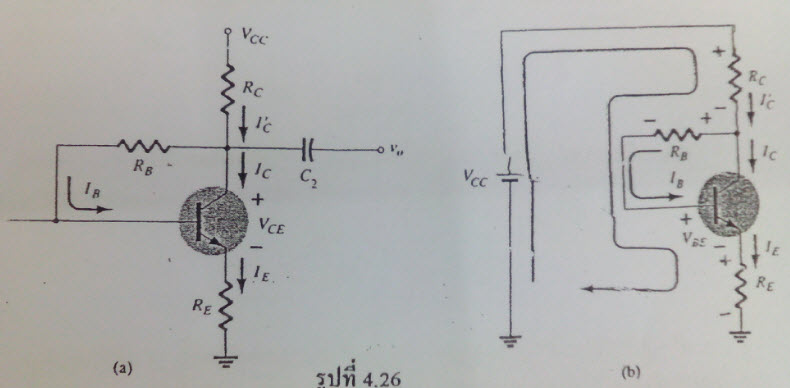 V_CC
R_C
I'_C
R_B
I_C
C_2
v_o
I_B
+
V_CE
−
I_E
R_E
(a)
+
R_C
−
I'_C
− +
R_B
I_C
V_CC
I_B
+
V_BE
−
+
I_E
R_E
−
(b)
รูปที่ 4.26